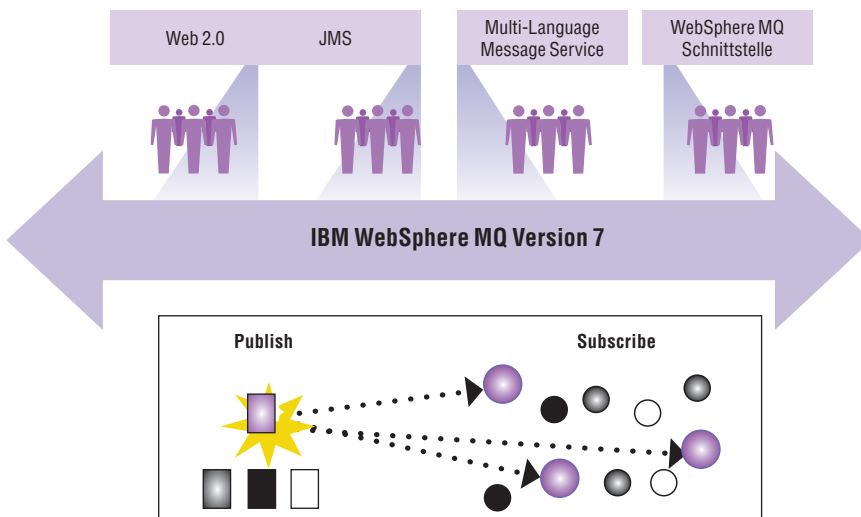 Web 2.0
JMS
Multi-Language
Message Service
WebSphere MQ
Schnittstelle
IBM WebSphere MQ Version 7
Publish
Subscribe